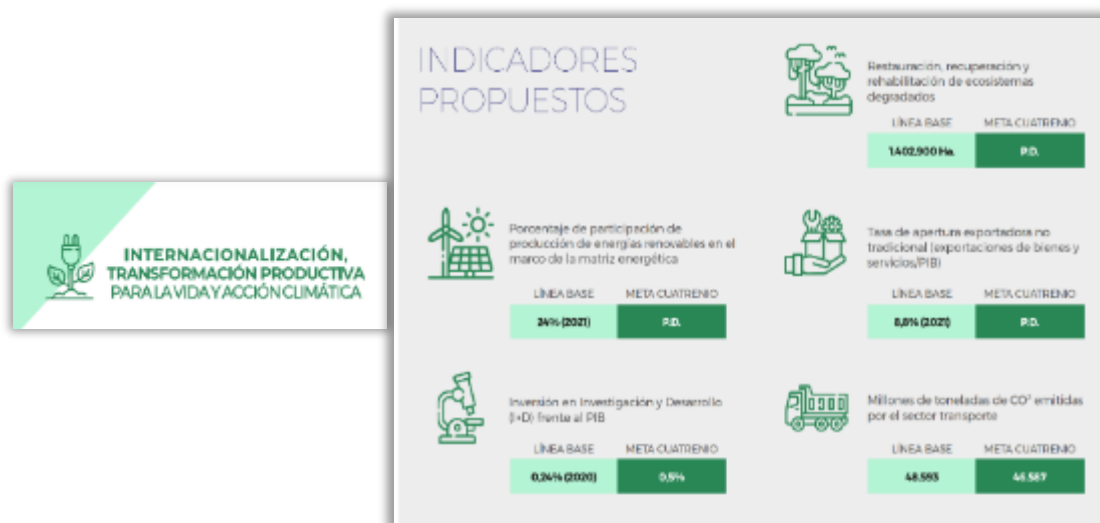 INTERNACIONALIZACIÓN,
TRANSFORMACIÓN PRODUCTIVA
PARA LA VIDA Y ACCIÓN CLIMÁTICA
INDICADORES
PROPUESTOS
Restauración, recuperación y
rehabilitación de ecosistemas
degradados
LÍNEA BASE META CUATRENIO
1.402.900 Ha. P.D.
Porcentaje de participación de
producción de energías renovables en el
marco de la matriz energética
LÍNEA BASE META CUATRENIO
24% (2021) P.D.
Tasa de apertura exportadora no
tradicional (exportaciones de bienes y
servicios/PIB)
LÍNEA BASE META CUATRENIO
8,8% (2021) P.D.
Inversión en Investigación y Desarrollo
(I+D) frente al PIB
LÍNEA BASE META CUATRENIO
0,24% (2020) 0,5%
Millones de toneladas de CO² emitidas
por el sector transporte
LÍNEA BASE META CUATRENIO
48.593 46.587